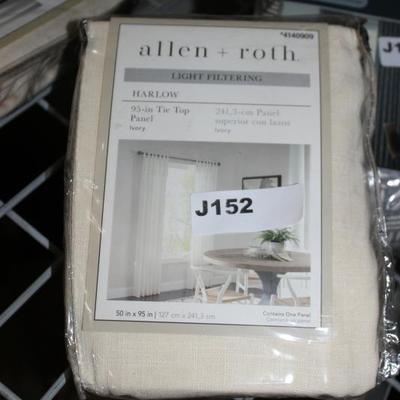 *4140909
allen + roth
LIGHT FILTERING
HARLOW
95-in Tie Top
Panel
Ivory
241,3-cm Panel
superior con lazos
Ivory
J152
50 in x 95 in | 127 cm x 241,3 cm
Contains One Panel
J1